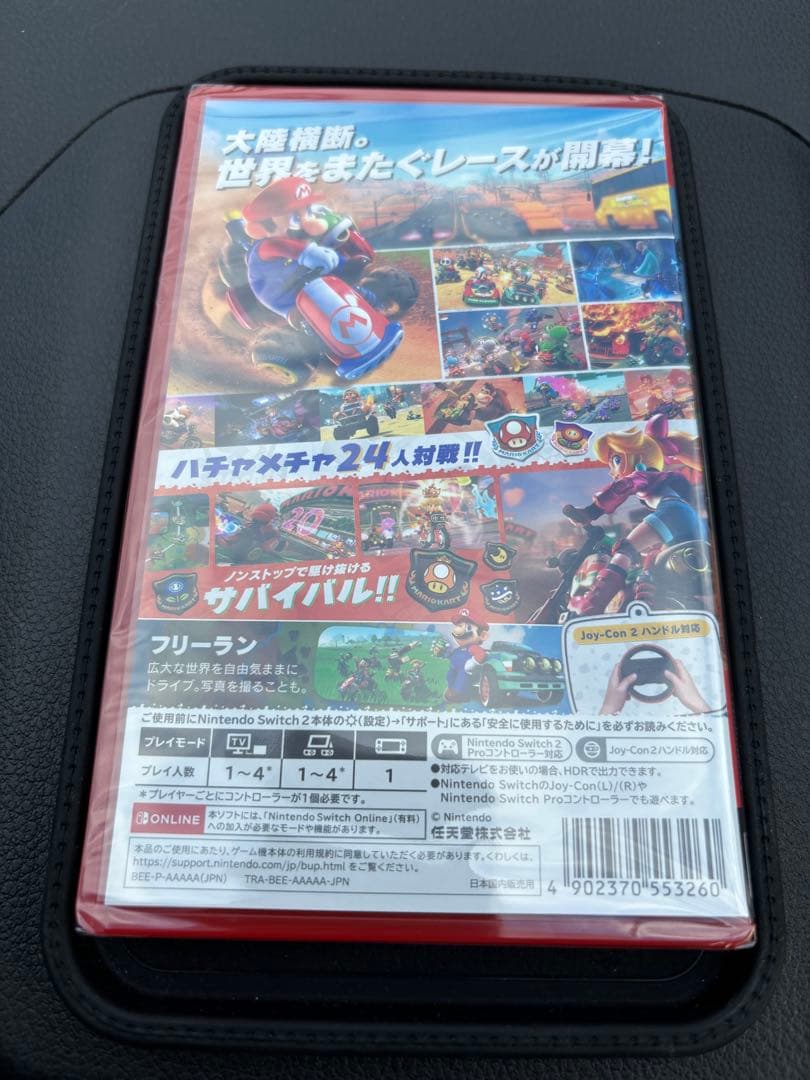 大陸横断。
世界をまたぐレースが開幕!
ハチャメチャ24人対戦!!
MARIOKART
MARIOKART
20
ノンストップで駆け抜ける
サバイバル!!
MARIOKART
フリーラン
広大な世界を自由気ままに
ドライブ。写真を撮ることも。
Joy-Con 2 ハンドル対応
ご使用前にNintendo Switch 2本体の(設定)→「サポート」にある「安全に使用するために」を必ずお読みください。
プレイモード TV
プレイ人数 1~4* 1~4* 1
*プレイヤーごとにコントローラーが1個必要です。
Nintendo Switch 2
Proコントローラー対応
Joy-Con 2ハンドル対応
●対応テレビをお使いの場合、HDRで出力できます。
●Nintendo SwitchのJoy-Con(L)/(R)や
Nintendo Switch Proコントローラーでも遊べます。
ONLINE
本ソフトには、「Nintendo Switch Online」(有料)
への加入が必要なモードや機能があります。
© Nintendo
任天堂株式会社
本品のご使用にあたり、ゲーム機本体の利用規約に同意していただく必要があります。くわしくは、
https://support.nintendo.com/jp/bup.html をご覧ください。
BEE-P-AAAAA(JPN) TRA-BEE-AAAAA-JPN
日本国内販売用
4 902370 553260